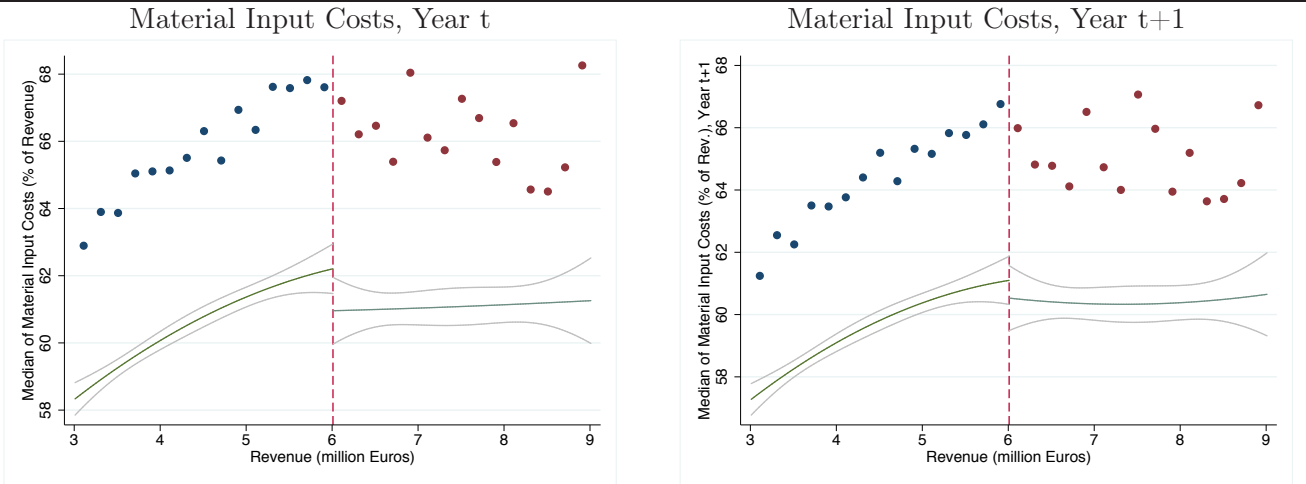 Material Input Costs, Year t
Median of Material Input Costs (% of Revenue)
68
66
64
62
60
58
3 4 5 6 7 8 9
Revenue (million Euros)
Material Input Costs, Year t+1
Median of Material Input Costs (% of Rev.), Year t+1
68
66
64
62
60
58
3 4 5 6 7 8 9
Revenue (million Euros)